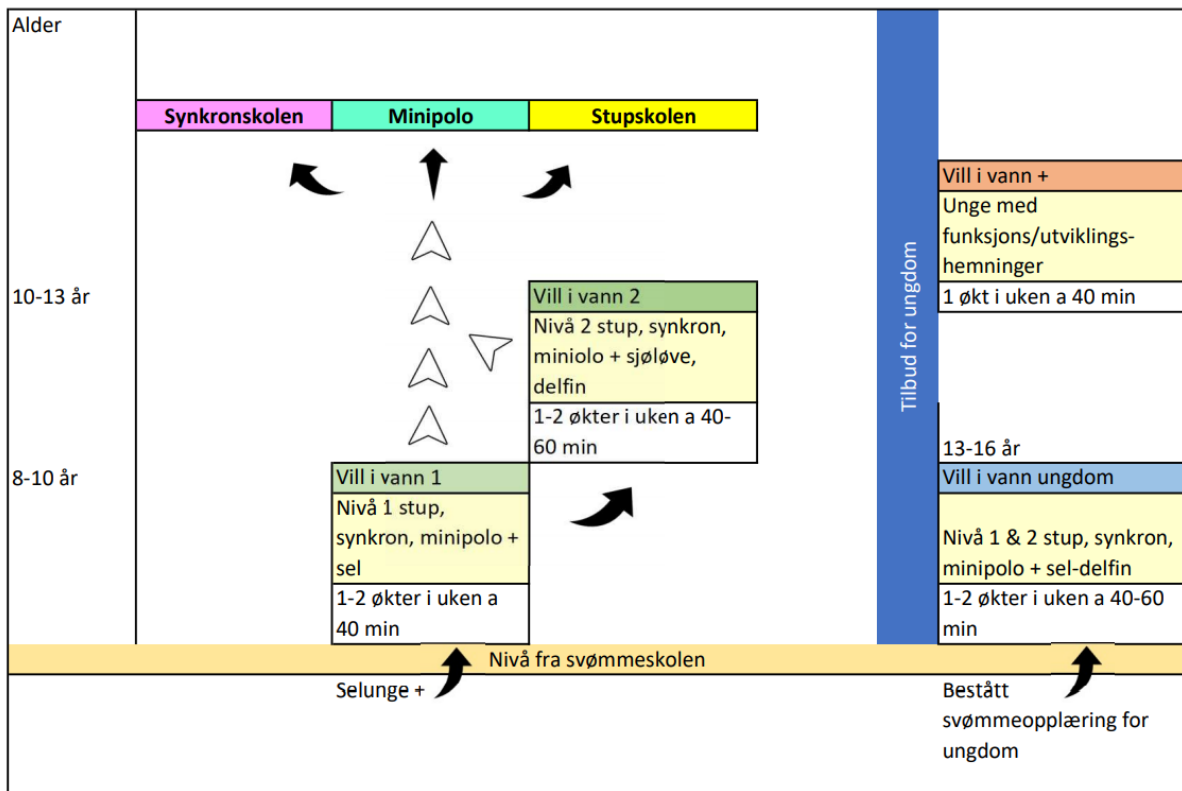 Alder
Synkronskolen
Minipolo
Stupskolen
10-13 år
Vill i vann 2
Nivå 2 stup, synkron,
miniolo + sjøløve,
delfin
1-2 økter i uken a 40-
60 min
8-10 år
Vill i vann 1
Nivå 1 stup,
synkron, minipolo +
sel
1-2 økter i uken a
40 min
Tilbud for ungdom
Vill i vann +
Unge med
funksjons/utviklings-
hemninger
1 økt i uken a 40 min
13-16 år
Vill i vann ungdom
Nivå 1 & 2 stup, synkron,
minipolo + sel-delfin
1-2 økter i uken a 40-60
min
Nivå fra svømmeskolen
Selunge +
Bestått
svømmeopplæring for
ungdom